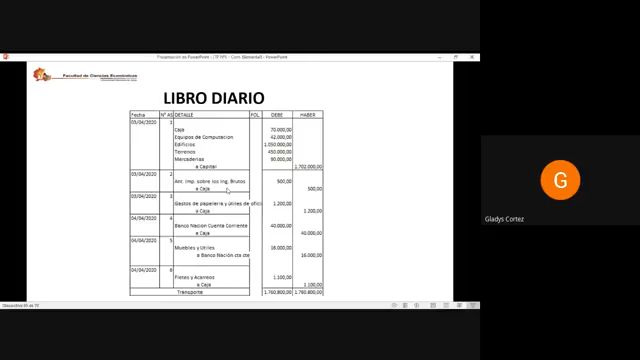 Presentación de PowerPoint - (TP Nº5 - Cont. Elemental) - PowerPoint
Facultad de Ciencias Económicas
LIBRO DIARIO
Fecha Nº AS DETALLE FOL. DEBE HABER
03/04/2020 1
Caja 70.000,00
Equipos de Computacion 42.000,00
Edificios 1.050.000,00
Terrenos 450.000,00
Mercaderías 90.000,00
a Capital 1.702.000,00
03/04/2020 2
Ant. Imp. sobre los Ing. Brutos 500,00
a Caja 500,00
03/04/2020 3
Gastos de papelería y útiles de ofici 1.200,00
a Caja 1.200,00
04/04/2020 4
Banco Nacion Cuenta Corriente 40.000,00
a Caja 40.000,00
04/04/2020 5
Muebles y Utiles 16.000,00
a Banco Nación cta cte 16.000,00
04/04/2020 6
Fletes y Acarreos 1.100,00
a Caja 1.100,00
Transporte 1.760.800,00 1.760.800,00
G
Gladys Cortez